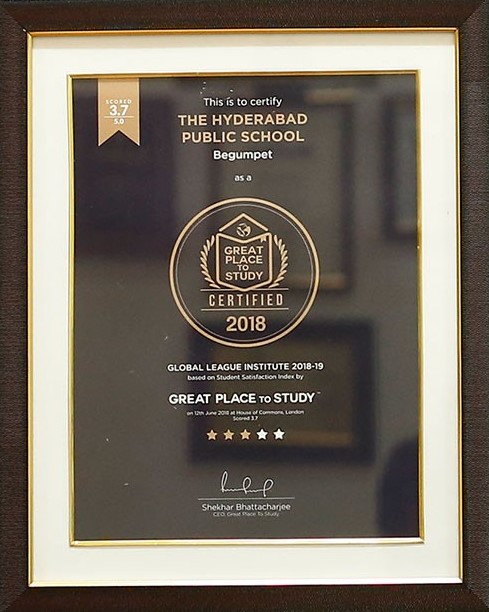 SCORED
3.7
5.0
This is to certify
THE HYDERABAD
PUBLIC SCHOOL
Begumpet
as a
GREAT
PLACE
TO
STUDY
CERTIFIED
2018
GLOBAL LEAGUE INSTITUTE 2018-19
based on Student Satisfaction Index by
GREAT PLACE TO STUDY
on 12th June 2018 at House of Commons, London
Scored 3.7
Shekhar Bhattacharjee
CEO, Great Place To Study